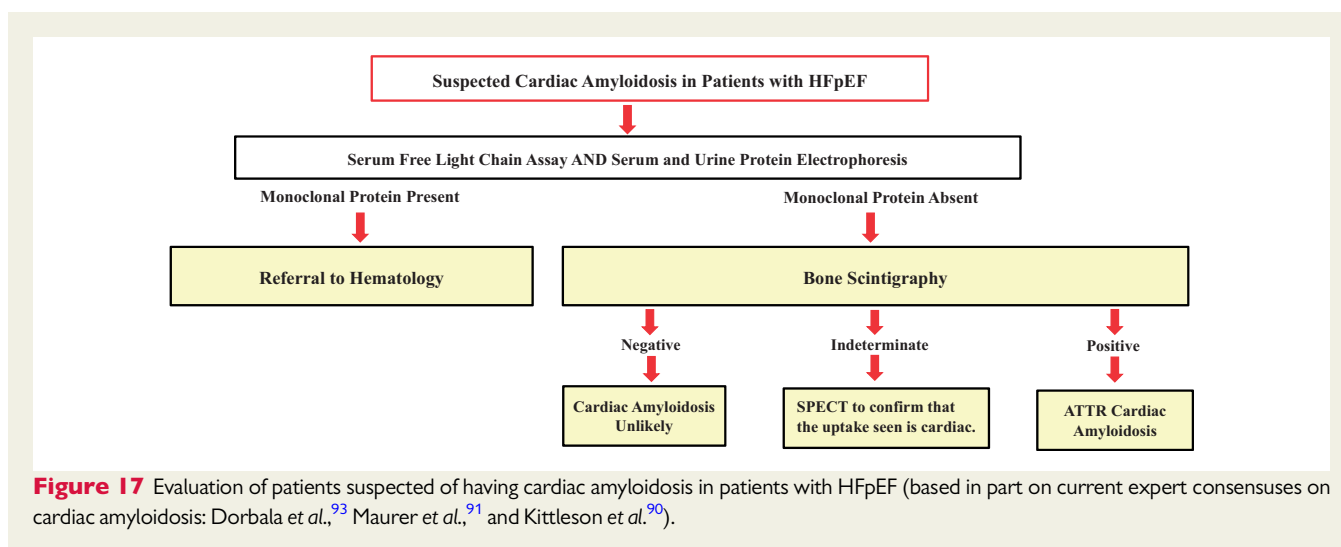 Suspected Cardiac Amyloidosis in Patients with HFpEF
Serum Free Light Chain Assay AND Serum and Urine Protein Electrophoresis
Monoclonal Protein Present
Monoclonal Protein Absent
Referral to Hematology
Bone Scintigraphy
Negative
Indeterminate
Positive
Cardiac Amyloidosis
Unlikely
SPECT to confirm that
the uptake seen is cardiac.
ATTR Cardiac
Amyloidosis
Figure 17 Evaluation of patients suspected of having cardiac amyloidosis in patients with HFpEF (based in part on current expert consensuses on
cardiac amyloidosis: Dorbala et al.,93 Maurer et al.,91 and Kittleson et al.90).